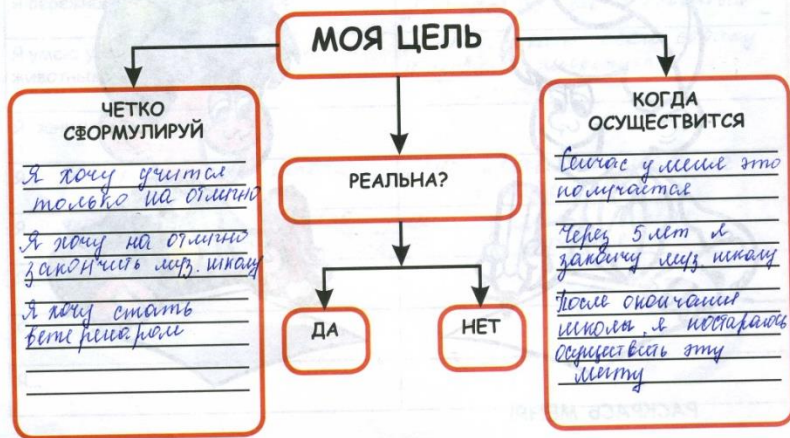 МОЯ ЦЕЛЬ
ЧЕТКО
СФОРМУЛИРУЙ
Я хочу учится
только на отлично
Я хочу на отлично
закончить муз. школу
Я хочу стать
ветеренаром
РЕАЛЬНА?
ДА
НЕТ
КОГДА
ОСУЩЕСТВИТСЯ
Сейчас у меня это
получается
Через 5 лет я
закончу муз. школу
После окончания
школы я постараюсь
осуществить эту
мечту